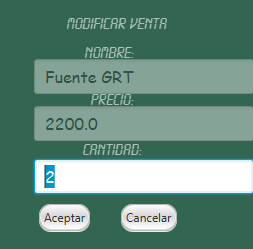 MODIFICAR VENTA
NOMBRE:
Fuente GRT
PRECIO:
2200.0
CANTIDAD:
2
Aceptar Cancelar